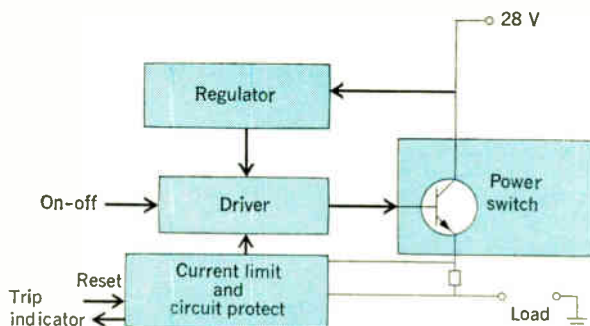 28 V
Regulator
Power
switch
On-off
Driver
Reset
Current limit
and
circuit protect
Trip
indicator
Load